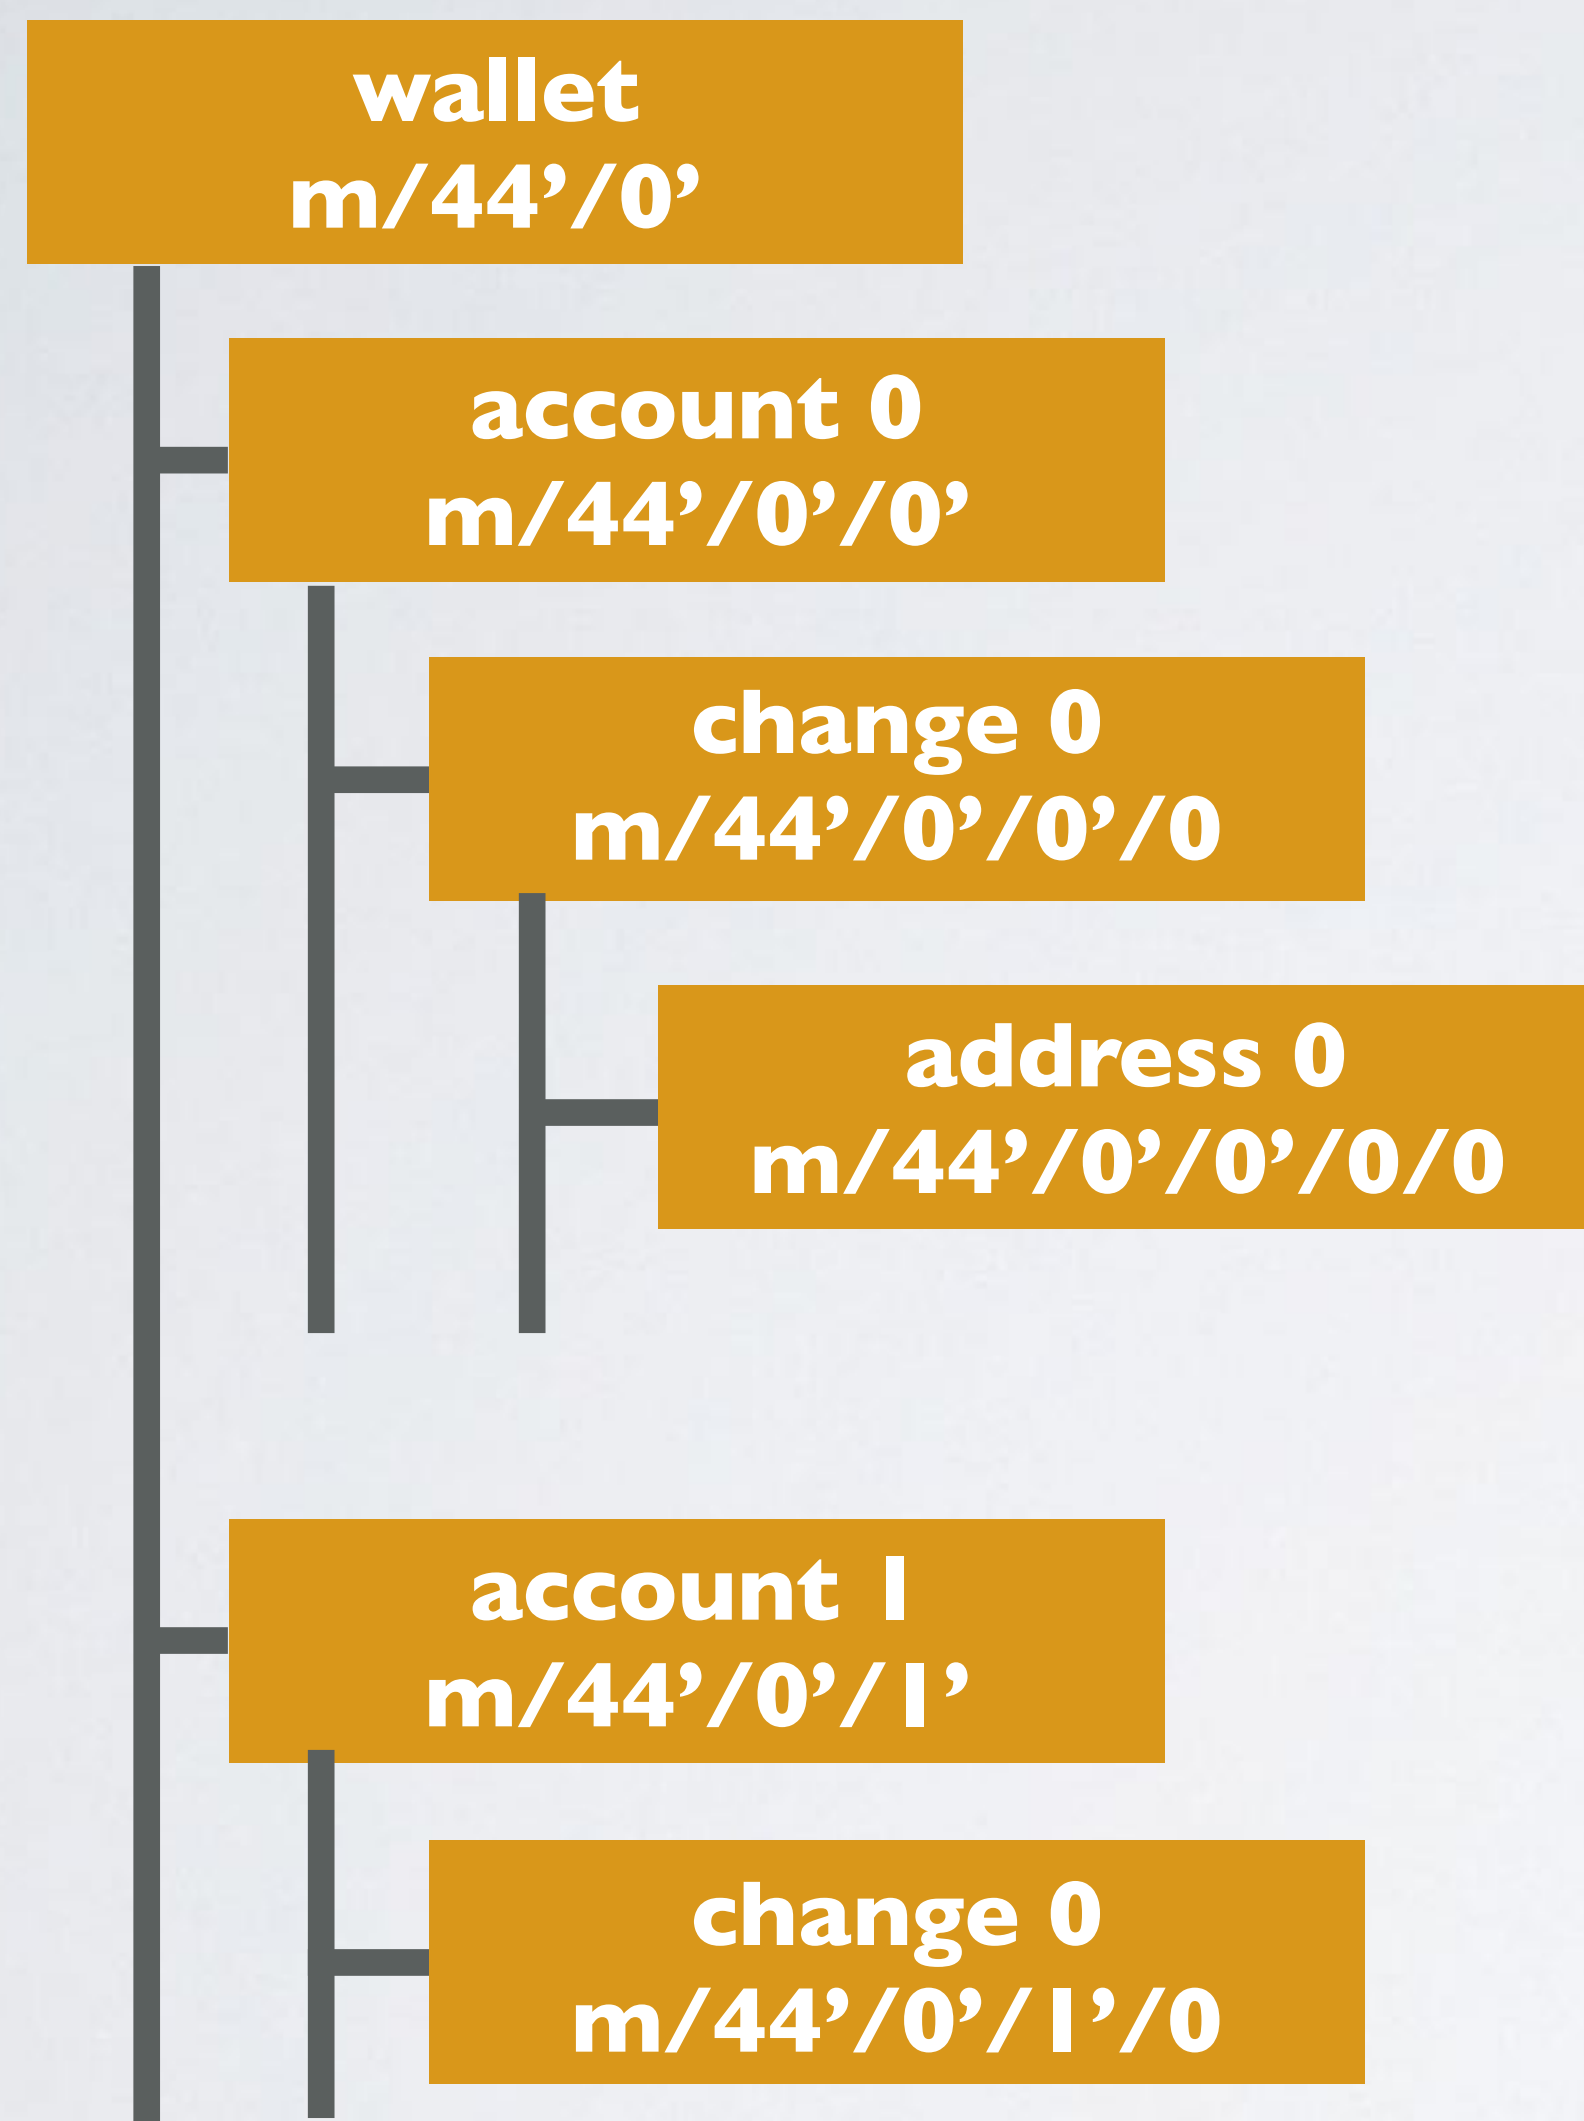 wallet
m/44’/0’
account 0
m/44’/0’/0’
change 0
m/44’/0’/0’/0
address 0
m/44’/0’/0’/0/0
account 1
m/44’/0’/1’
change 0
m/44’/0’/1’/0